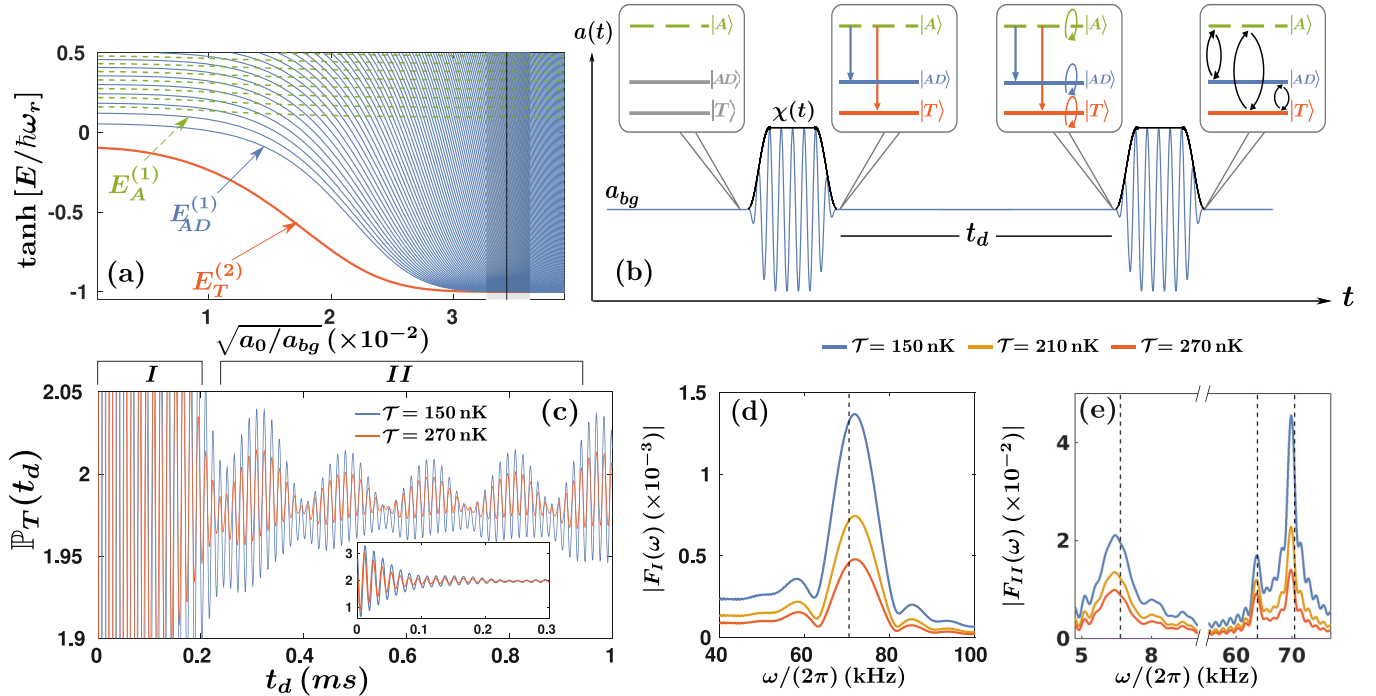 tanh [E/ℏω_r]
0.5
0
-0.5
-1
E_A^(1)
E_AD^(1)
E_T^(2)
(a)
1
2
3
√a_0/a_bg (×10^-2)
a(t)
|A⟩
|AD⟩
|T⟩
|A⟩
|AD⟩
|T⟩
|A⟩
|AD⟩
|T⟩
|A⟩
|AD⟩
|T⟩
χ(t)
a_bg
t_d
(b)
t
I
II
ℙ_T(t_d)
2.05
2
1.95
1.9
𝒯 = 150 nK
𝒯 = 270 nK
(c)
3
2
1
0
0.1
0.2
0.3
0
0.2
0.4
0.6
0.8
1
t_d (ms)
𝒯 = 150 nK
𝒯 = 210 nK
𝒯 = 270 nK
|F_I(ω)| (×10^-3)
1.5
1
0.5
0
(d)
40
60
80
100
ω/(2π) (kHz)
|F_II(ω)| (×10^-2)
4
2
0
(e)
5
8
60
70
ω/(2π) (kHz)